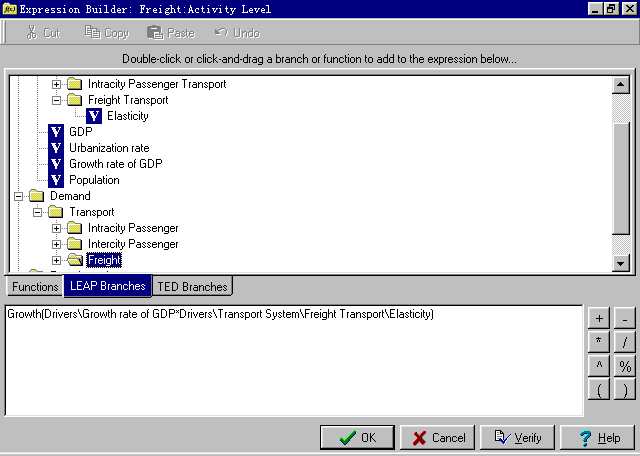 f(x) Expression Builder: Freight:Activity Level
Cut Copy Paste Undo
Double-click or click-and-drag a branch or function to add to the expression below...
Intracity Passenger Transport
Freight Transport
V Elasticity
V GDP
V Urbanization rate
V Growth rate of GDP
V Population
Demand
Transport
Intracity Passenger
Intercity Passenger
Freight
Functions LEAP Branches TED Branches
Growth(Drivers\Growth rate of GDP*Drivers\Transport System\Freight Transport\Elasticity)
+ -
* /
^ %
( )
OK Cancel Verify ? Help